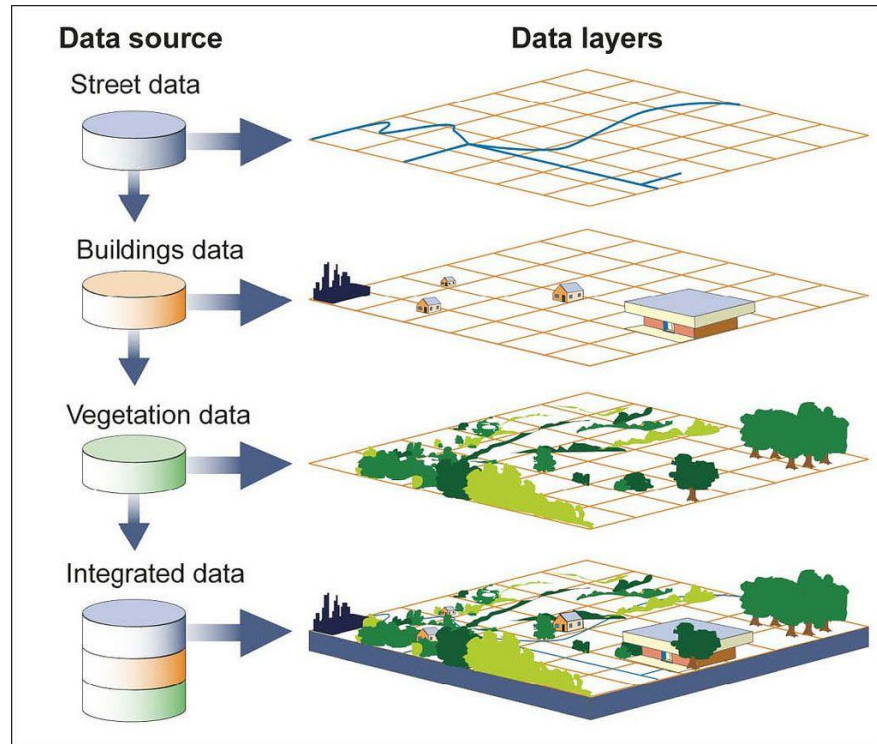 Data source
Data layers
Street data
Buildings data
Vegetation data
Integrated data